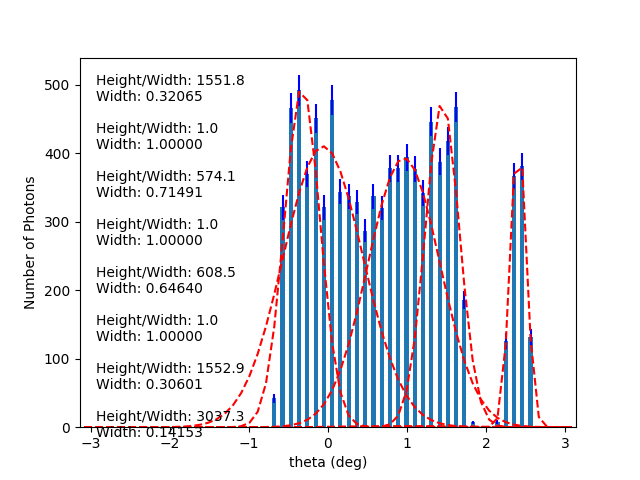 Height/Width: 1551.8
Width: 0.32065
Height/Width: 1.0
Width: 1.00000
Height/Width: 574.1
Width: 0.71491
Height/Width: 1.0
Width: 1.00000
Height/Width: 608.5
Width: 0.64640
Height/Width: 1.0
Width: 1.00000
Height/Width: 1552.9
Width: 0.30601
Height/Width: 3037.3
Width: 0.14153
500
400
300
200
100
0
Number of Photons
−3 −2 −1 0 1 2 3
theta (deg)